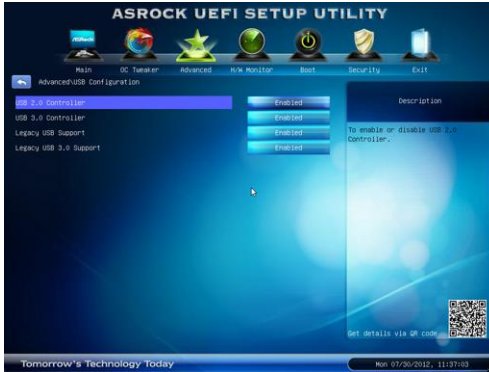 ASROCK UEFI SETUP UTILITY
ASRock
Main OC Tweaker Advanced H/W Monitor Boot Security Exit
Advanced\USB Configuration
USB 2.0 Controller Enabled
USB 3.0 Controller Enabled
Legacy USB Support Enabled
Legacy USB 3.0 Support Enabled
Description
To enable or disable USB 2.0
Controller.
Get details via QR code
Tomorrow's Technology Today
Mon 07/30/2012, 11:37:03